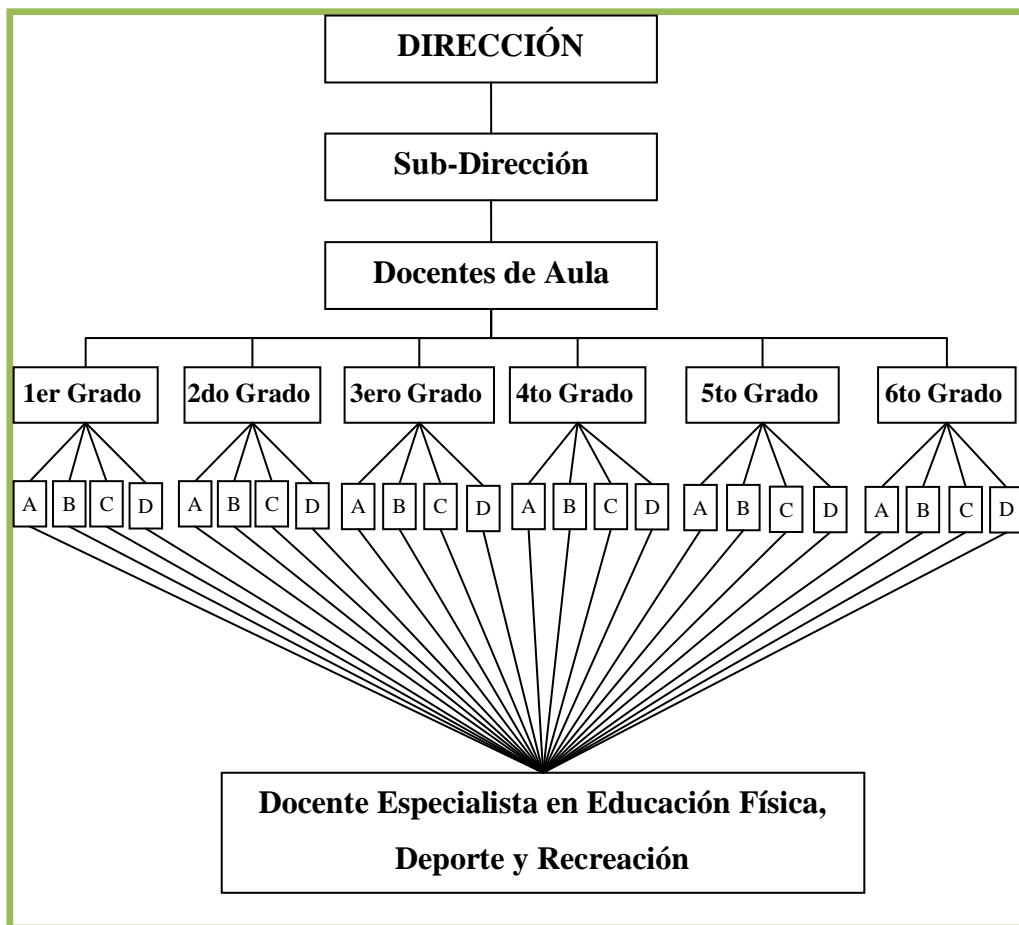 DIRECCIÓN
Sub-Dirección
Docentes de Aula
1er Grado 2do Grado 3ero Grado 4to Grado 5to Grado 6to Grado
A B C D A B C D A B C D A B C D A B C D A B C D
Docente Especialista en Educación Física,
Deporte y Recreación